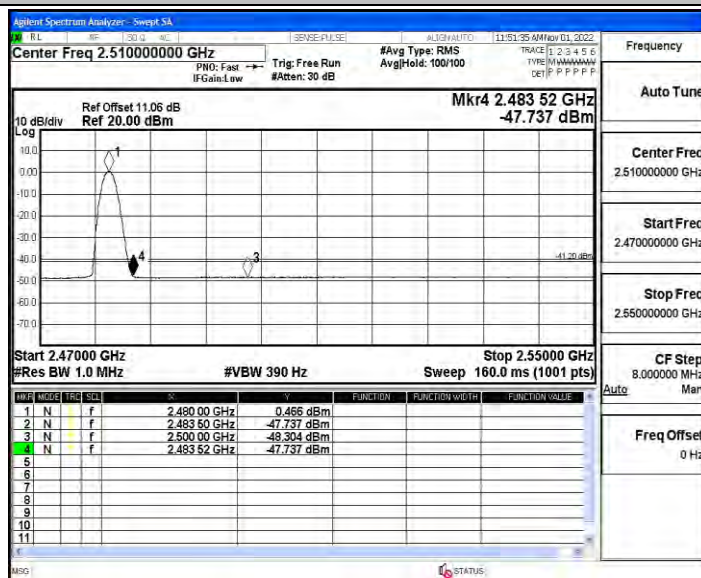 Agilent Spectrum Analyzer - Swept SA
RL RF 50 Ω AC SENSE:PULSE ALIGN AUTO 11:51:35 AM Nov 01, 2022
Center Freq 2.510000000 GHz
PNO: Fast
IFGain:Low
Trig: Free Run
#Atten: 30 dB
#Avg Type: RMS
Avg|Hold: 100/100
TRACE 1 2 3 4 5 6
TYPE M
DET P P P P P P
Mkr4 2.483 52 GHz
-47.737 dBm
Ref Offset 11.06 dB
10 dB/div Ref 20.00 dBm
Log
10.0
0.00
-10.0
-20.0
-30.0
-40.0
-50.0
-60.0
-70.0
1
4
3
-41.20 dBm
Start 2.47000 GHz Stop 2.55000 GHz
#Res BW 1.0 MHz #VBW 390 Hz Sweep 160.0 ms (1001 pts)
MKR MODE TRC SCL X Y FUNCTION FUNCTION WIDTH FUNCTION VALUE
1 N f 2.480 00 GHz 0.466 dBm
2 N f 2.483 50 GHz -47.737 dBm
3 N f 2.500 00 GHz -48.304 dBm
4 N f 2.483 52 GHz -47.737 dBm
5
6
7
8
9
10
11
MSG STATUS
Frequency
Auto Tune
Center Freq
2.510000000 GHz
Start Freq
2.470000000 GHz
Stop Freq
2.550000000 GHz
CF Step
8.000000 MHz
Auto Man
Freq Offset
0 Hz